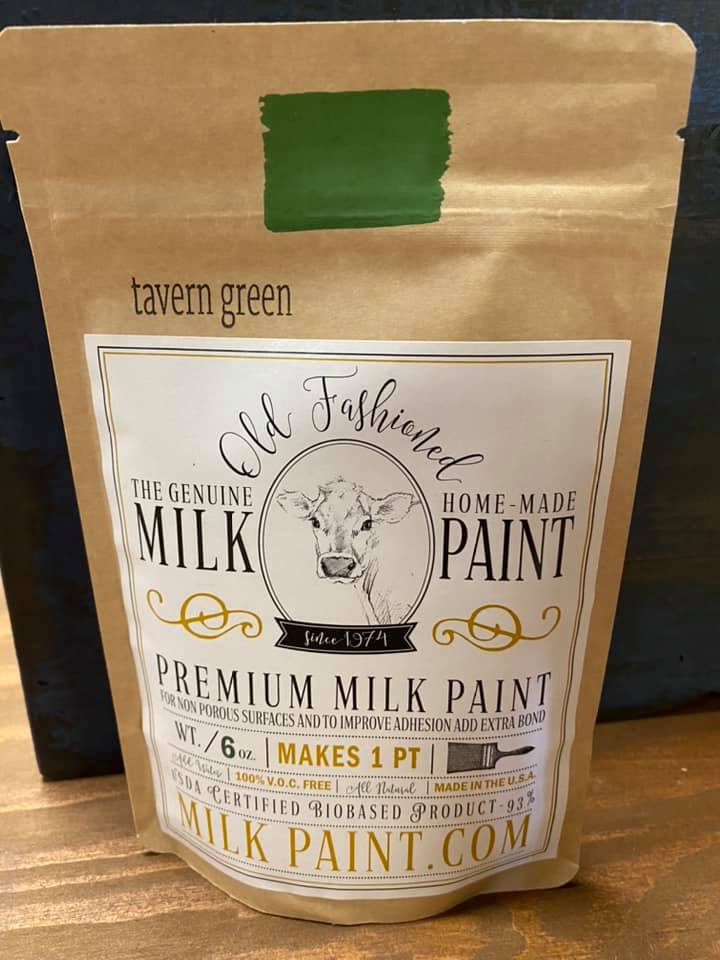 tavern green
Old Fashioned
THE GENUINE
MILK
HOME-MADE
PAINT
Since 1974
PREMIUM MILK PAINT
FOR NON POROUS SURFACES AND TO IMPROVE ADHESION ADD EXTRA BOND
WT./6 oz. | MAKES 1 PT |
Add Water | 100% V.O.C. FREE | All Natural | MADE IN THE U.S.A.
USDA CERTIFIED BIOBASED PRODUCT-93%
MILK PAINT.COM